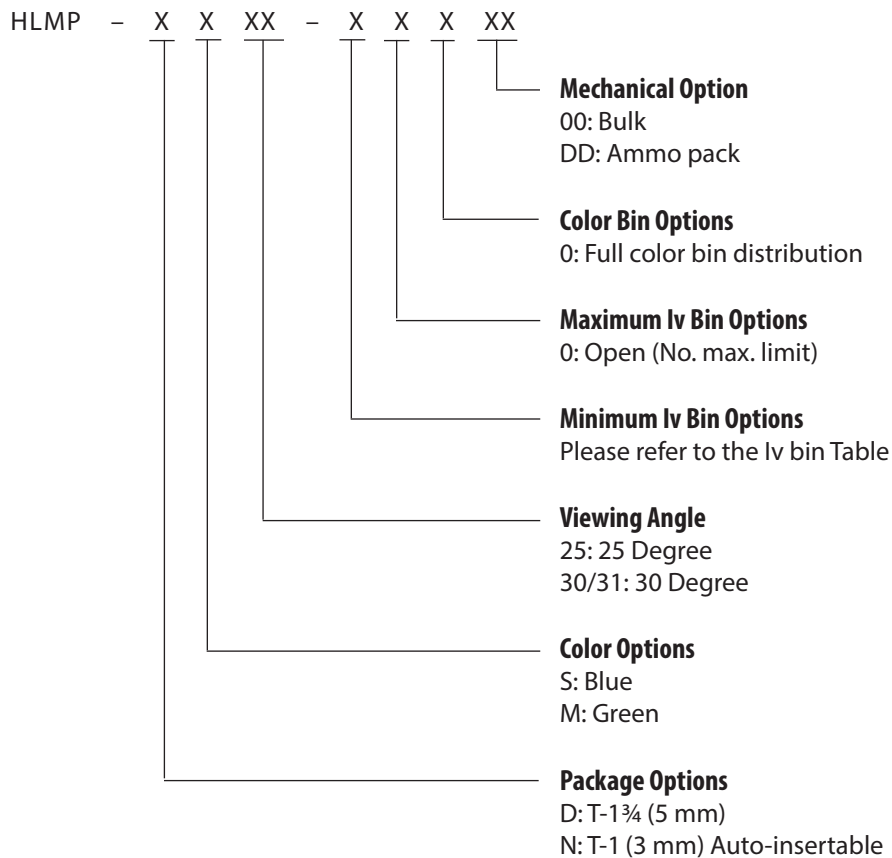 HLMP – X X XX – X X X XX
Mechanical Option
00: Bulk
DD: Ammo pack
Color Bin Options
0: Full color bin distribution
Maximum Iv Bin Options
0: Open (No. max. limit)
Minimum Iv Bin Options
Please refer to the Iv bin Table
Viewing Angle
25: 25 Degree
30/31: 30 Degree
Color Options
S: Blue
M: Green
Package Options
D: T-1¾ (5 mm)
N: T-1 (3 mm) Auto-insertable